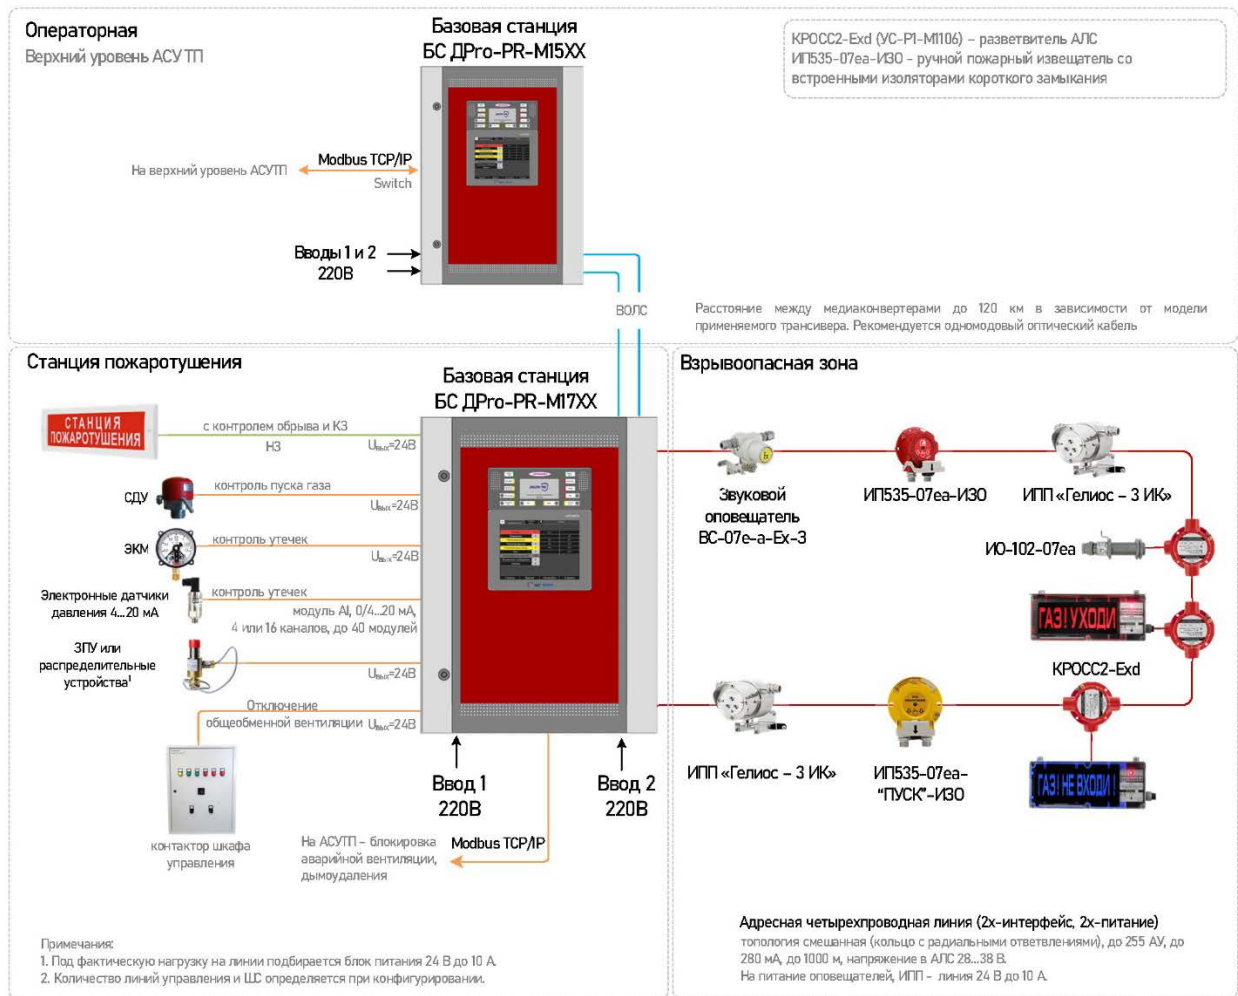 Операторная
Верхний уровень АСУ ТП
Базовая станция
БС ДPro-PR-M15XX
КРОСС2-Exd (УС-Р1-М1106) – разветвитель АЛС
ИП535-07еа-ИЗО - ручной пожарный извещатель со
встроенными изоляторами короткого замыкания
На верхний уровень АСУТП
Modbus TCP/IP
Switch
Вводы 1 и 2
220В
ВОЛС
Расстояние между медиаконвертерами до 120 км в зависимости от модели
применяемого трансивера. Рекомендуется одномодовый оптический кабель
Станция пожаротушения
Базовая станция
БС ДPro-PR-M17XX
СТАНЦИЯ
ПОЖАРОТУШЕНИЯ
с контролем обрыва и КЗ
НЗ
Uвых=24В
СДУ
контроль пуска газа
Uвых=24В
ЭКМ
контроль утечек
Uвых=24В
Электронные датчики
давления 4...20 мА
контроль утечек
модуль AI, 0/4...20 мА,
4 или 16 каналов, до 40 модулей
ЗПУ или
распределительные
устройства¹
Uвых=24В
Отключение
общеобменной вентиляции
Uвых=24В
контактор шкафа
управления
Ввод 1
220В
Ввод 2
220В
На АСУТП – блокировка
аварийной вентиляции,
дымоудаления
Modbus TCP/IP
Примечания:
1. Под фактическую нагрузку на линии подбирается блок питания 24 В до 10 А.
2. Количество линий управления и ШС определяется при конфигурировании.
Взрывоопасная зона
Звуковой
оповещатель
ВС-07е-а-Ех-З
ИП535-07еа-ИЗО
ИПП «Гелиос – 3 ИК»
ИО-102-07еа
ГАЗ! УХОДИ
КРОСС2-Exd
ИПП «Гелиос – 3 ИК»
ИП535-07еа-
“ПУСК”-ИЗО
ГАЗ! НЕ ВХОДИ !
Адресная четырехпроводная линия (2х-интерфейс, 2х-питание)
топология смешанная (кольцо с радиальными ответвлениями), до 255 АУ, до
280 мА, до 1000 м, напряжение в АЛС 28...38 В.
На питание оповещателей, ИПП - линия 24 В до 10 А.